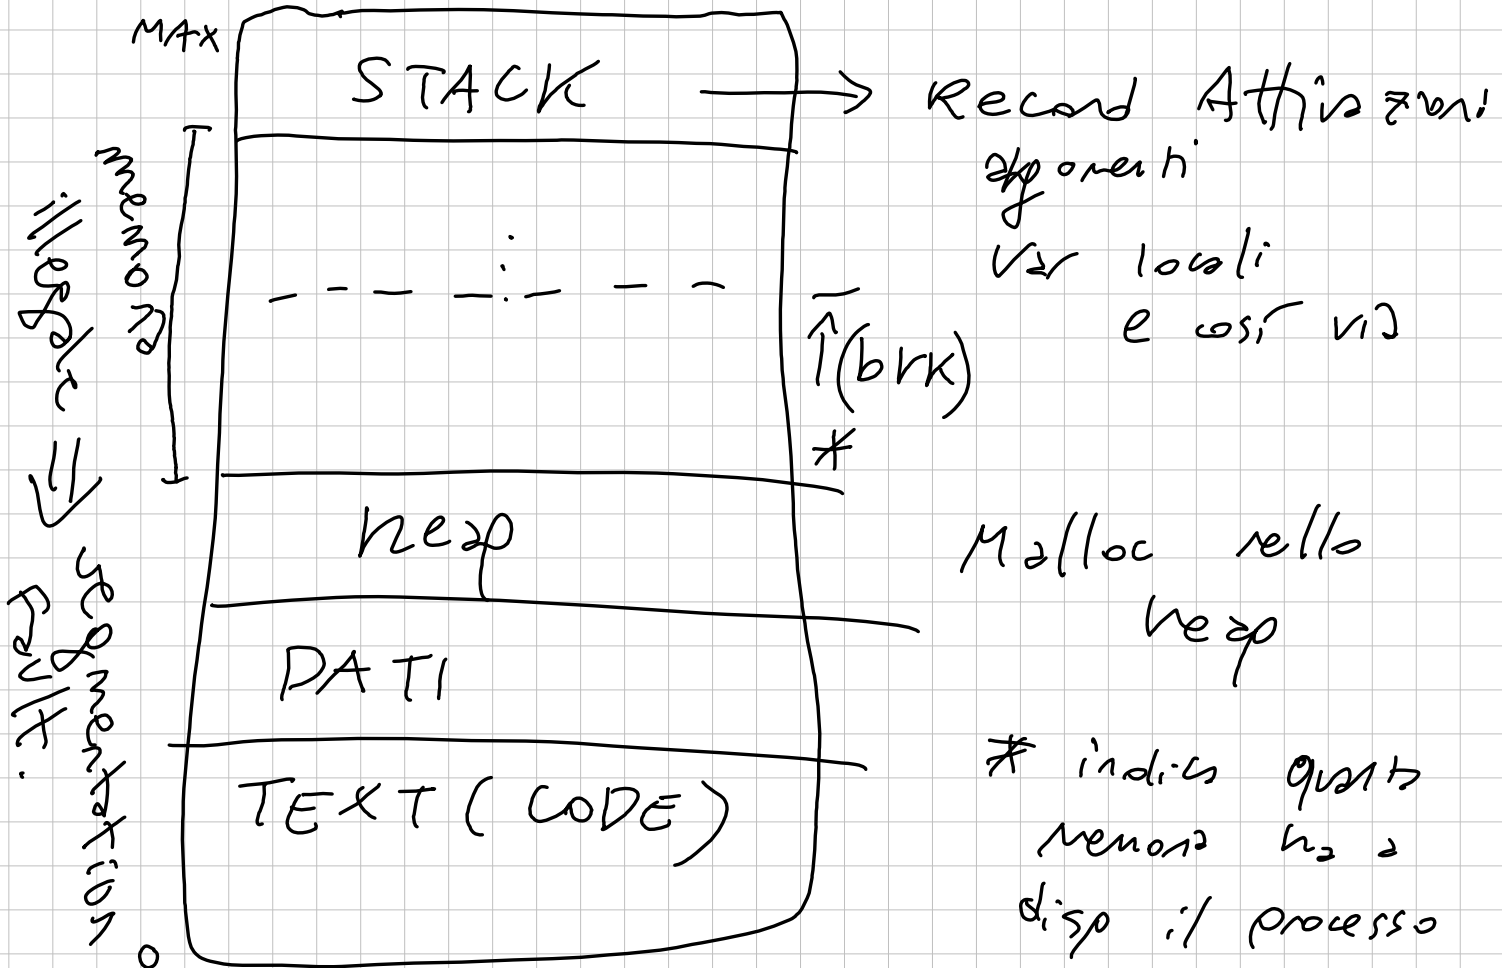 MAX
STACK
Record Attivazioni
argomenti
var locali
e così via
memoria
illegale
(brk)
*
heap
Malloc nello
heap
DATI
TEXT (CODE)
segmentation
fault.
* indica quanta
memoria ha a
disp il processo
0